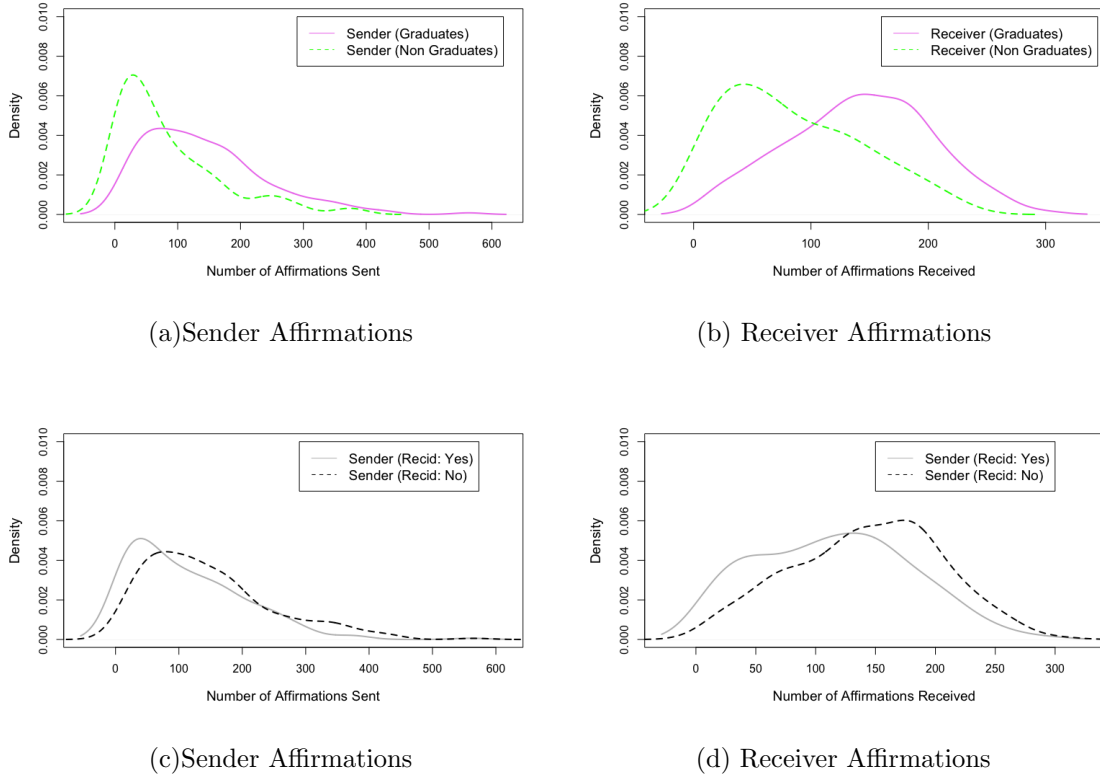 Sender (Graduates)
Sender (Non Graduates)
Density
0.000
0.002
0.004
0.006
0.008
0.010
0
100
200
300
400
500
600
Number of Affirmations Sent
(a)Sender Affirmations
Receiver (Graduates)
Receiver (Non Graduates)
Density
0.000
0.002
0.004
0.006
0.008
0.010
0
100
200
300
Number of Affirmations Received
(b) Receiver Affirmations
Sender (Recid: Yes)
Sender (Recid: No)
Density
0.000
0.002
0.004
0.006
0.008
0.010
0
100
200
300
400
500
600
Number of Affirmations Sent
(c)Sender Affirmations
Sender (Recid: Yes)
Sender (Recid: No)
Density
0.000
0.002
0.004
0.006
0.008
0.010
0
50
100
150
200
250
300
Number of Affirmations Received
(d) Receiver Affirmations